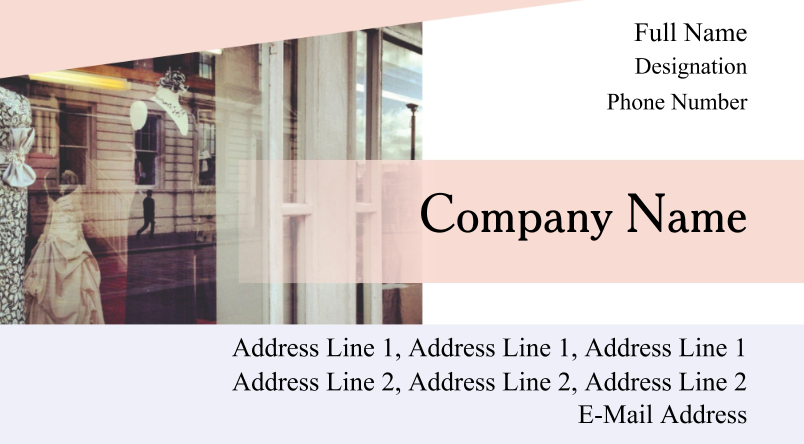 Full Name
Designation
Phone Number
Company Name
Address Line 1, Address Line 1, Address Line 1
Address Line 2, Address Line 2, Address Line 2
E-Mail Address